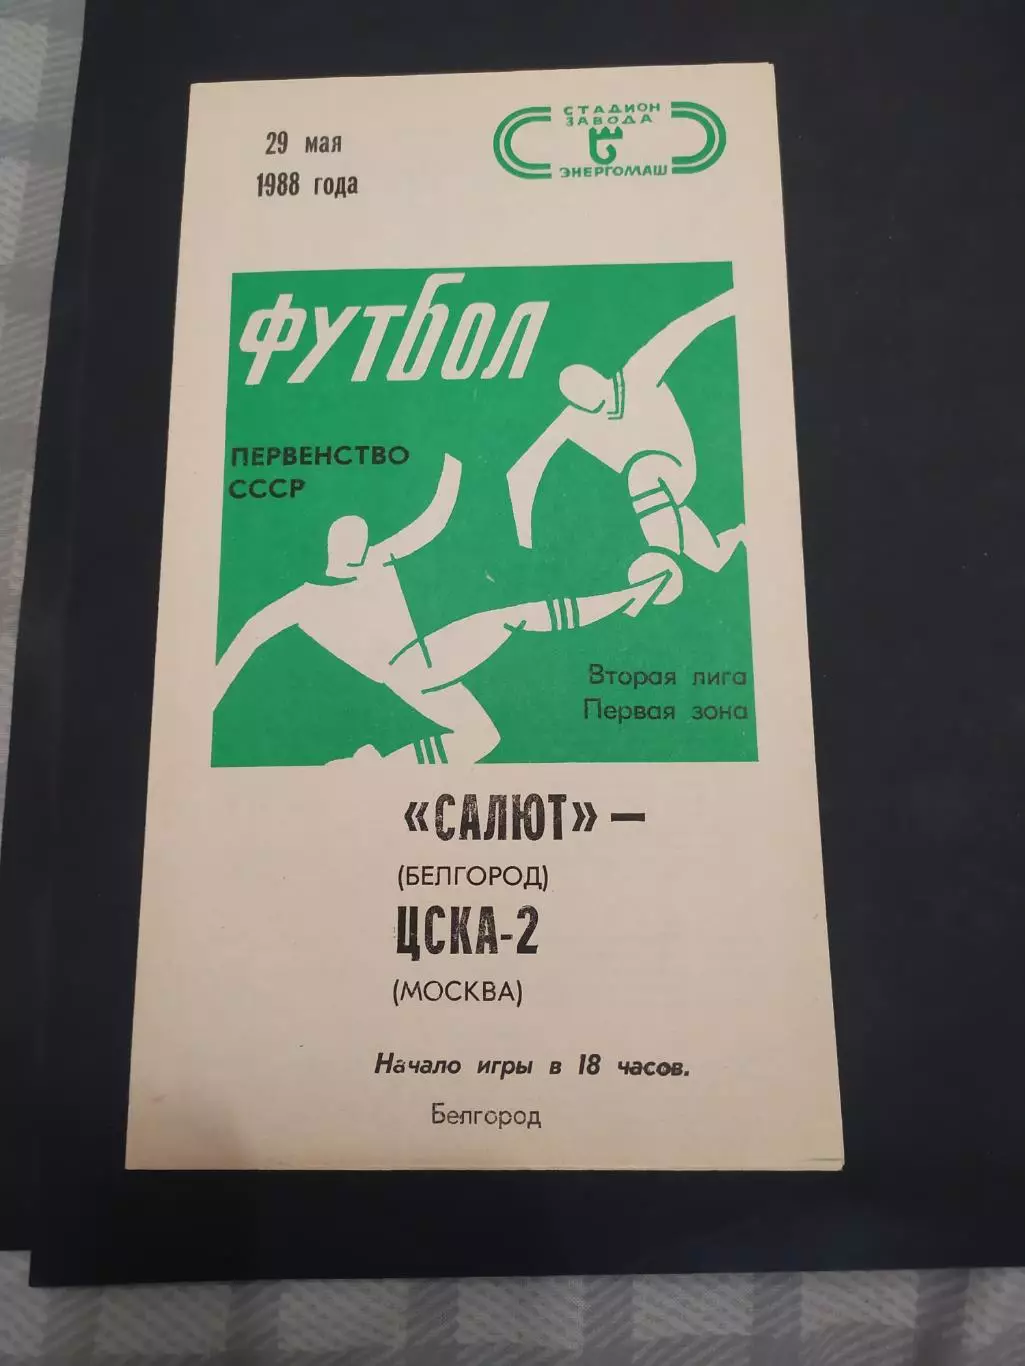 29 мая
1988 года
СТАДИОН
ЗАВОДА
ЭНЕРГОМАШ
ФУТБОЛ
ПЕРВЕНСТВО
СССР
Вторая лига
Первая зона
«САЛЮТ» —
(БЕЛГОРОД)
ЦСКА-2
(МОСКВА)
Начало игры в 18 часов.
Белгород